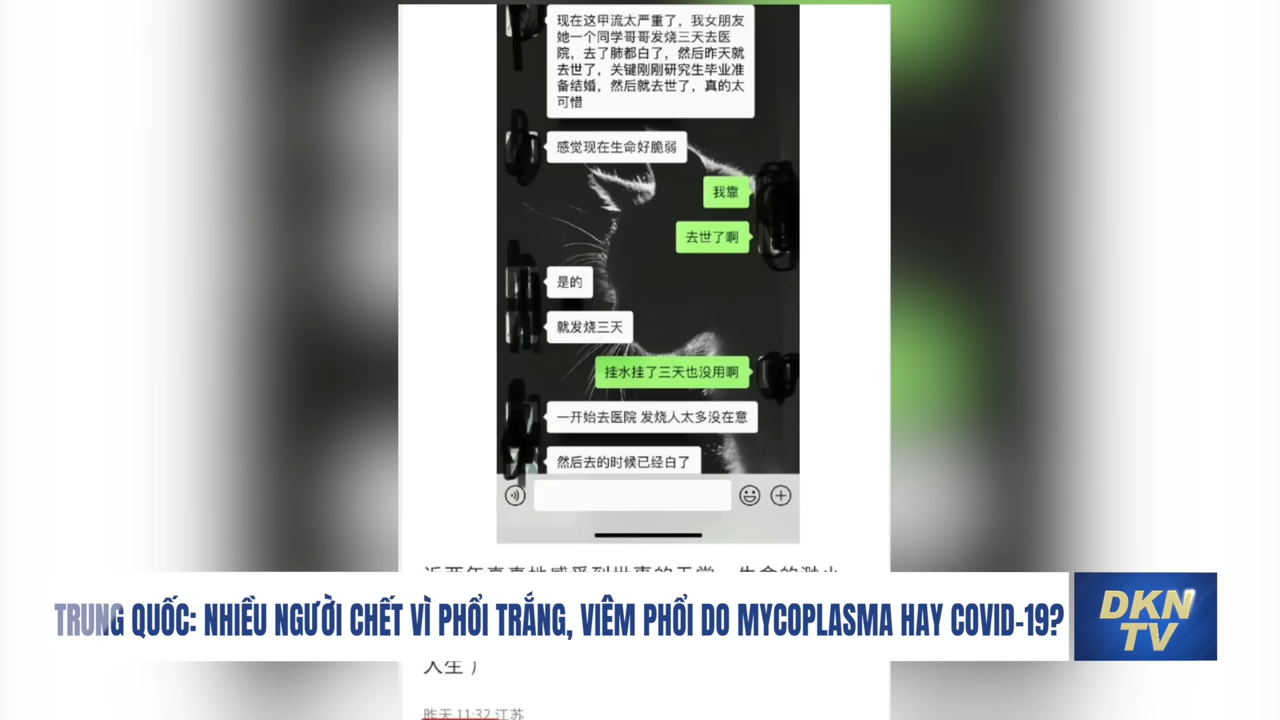 现在这甲流太严重了，我女朋友
她一个同学哥哥发烧三天去医
院，去了肺都白了，然后昨天就
去世了，关键刚刚研究生毕业准
备结婚，然后就去世了，真的太
可惜
感觉现在生命好脆弱
我靠
去世了啊
是的
就发烧三天
挂水挂了三天也没用啊
一开始去医院 发烧人太多没在意
然后去的时候已经白了
TRUNG QUỐC: NHIỀU NGƯỜI CHẾT VÌ PHỔI TRẮNG, VIÊM PHỔI DO MYCOPLASMA HAY COVID-19?
DKN
TV
人生）
昨天 11:32 江苏